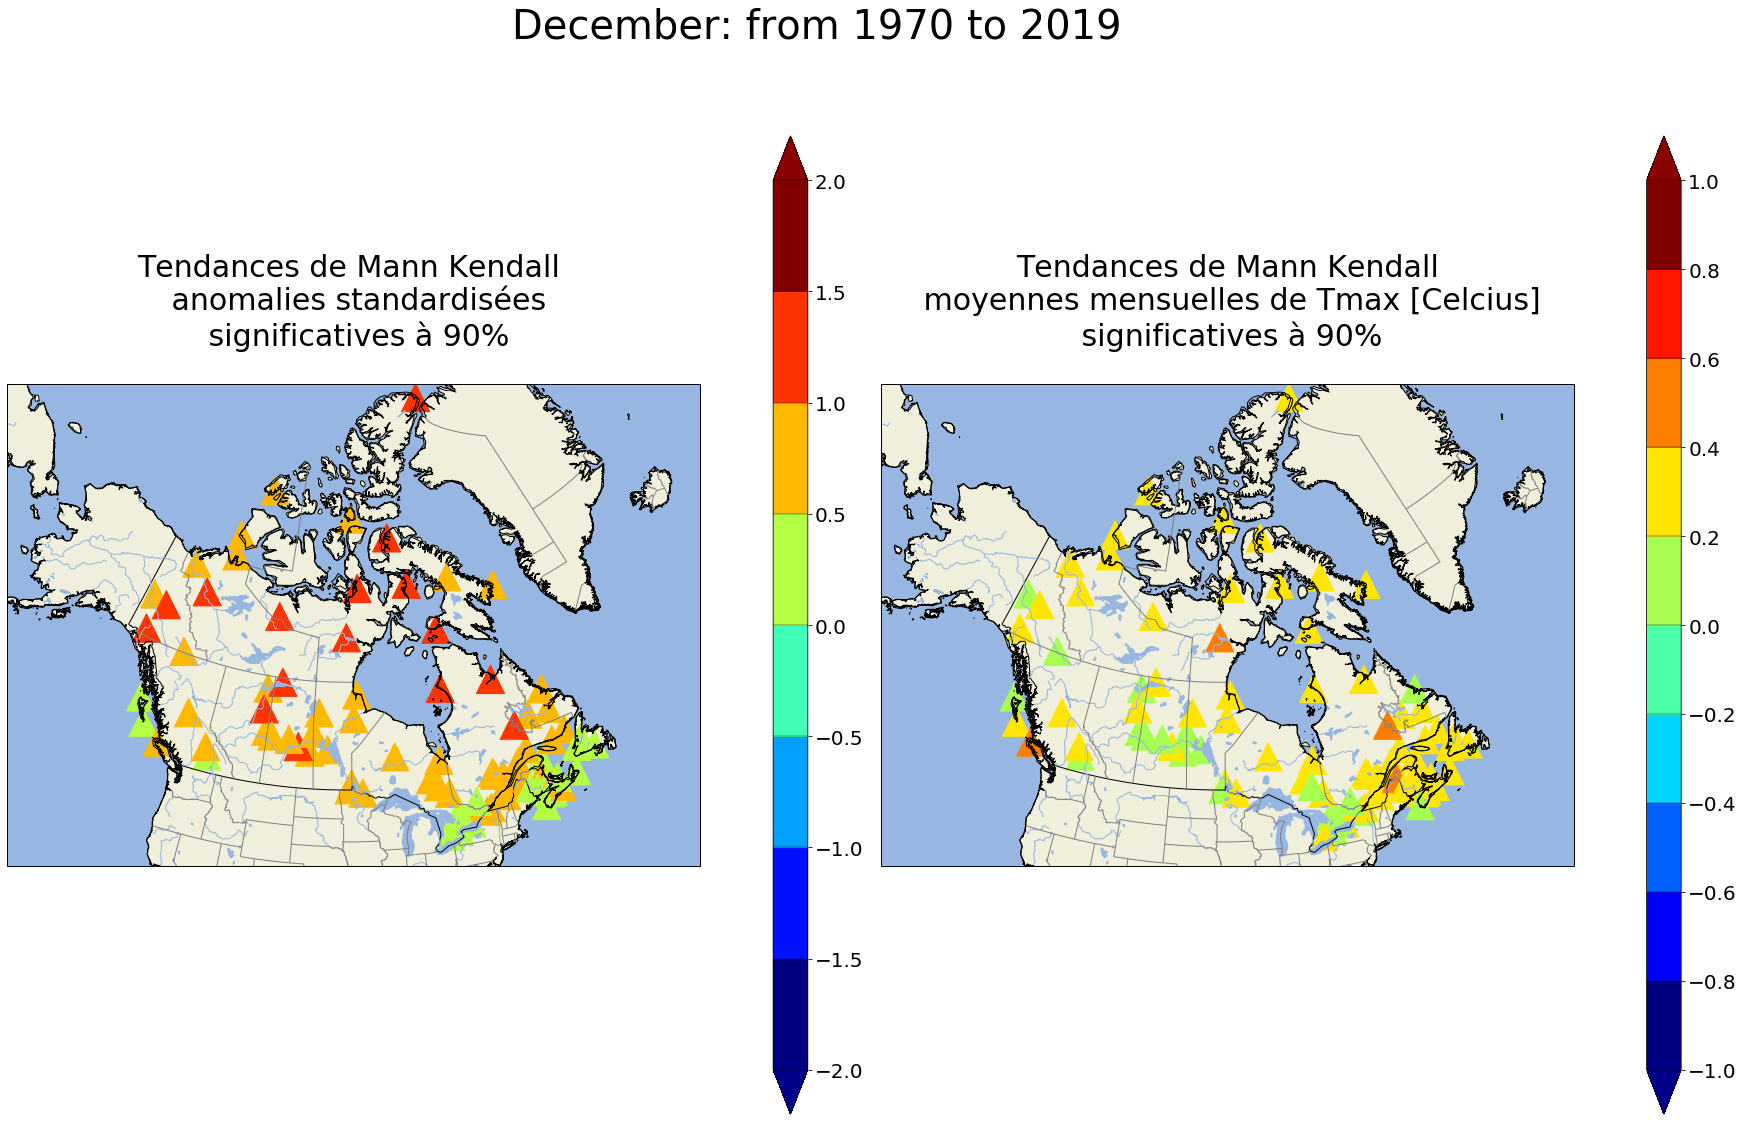 December: from 1970 to 2019
Tendances de Mann Kendall
anomalies standardisées
significatives à 90%
2.0
1.5
1.0
0.5
0.0
−0.5
−1.0
−1.5
−2.0
Tendances de Mann Kendall
moyennes mensuelles de Tmax [Celcius]
significatives à 90%
1.0
0.8
0.6
0.4
0.2
0.0
−0.2
−0.4
−0.6
−0.8
−1.0